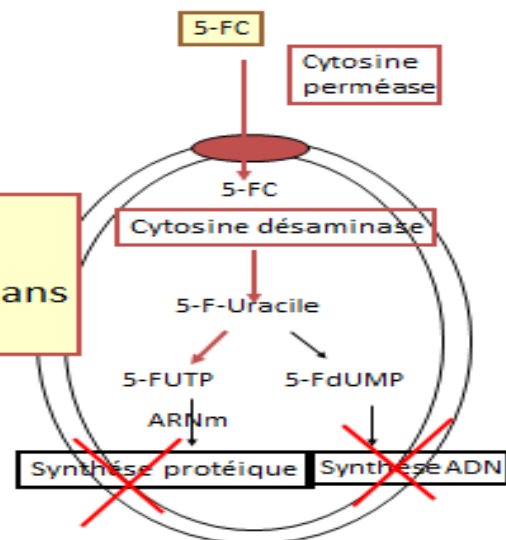 5-FC
Cytosine
perméase
5-FC
Cytosine désaminase
ans
5-F-Uracile
5-FUTP
5-FdUMP
ARNm
Synthése protéique
Synthèse ADN